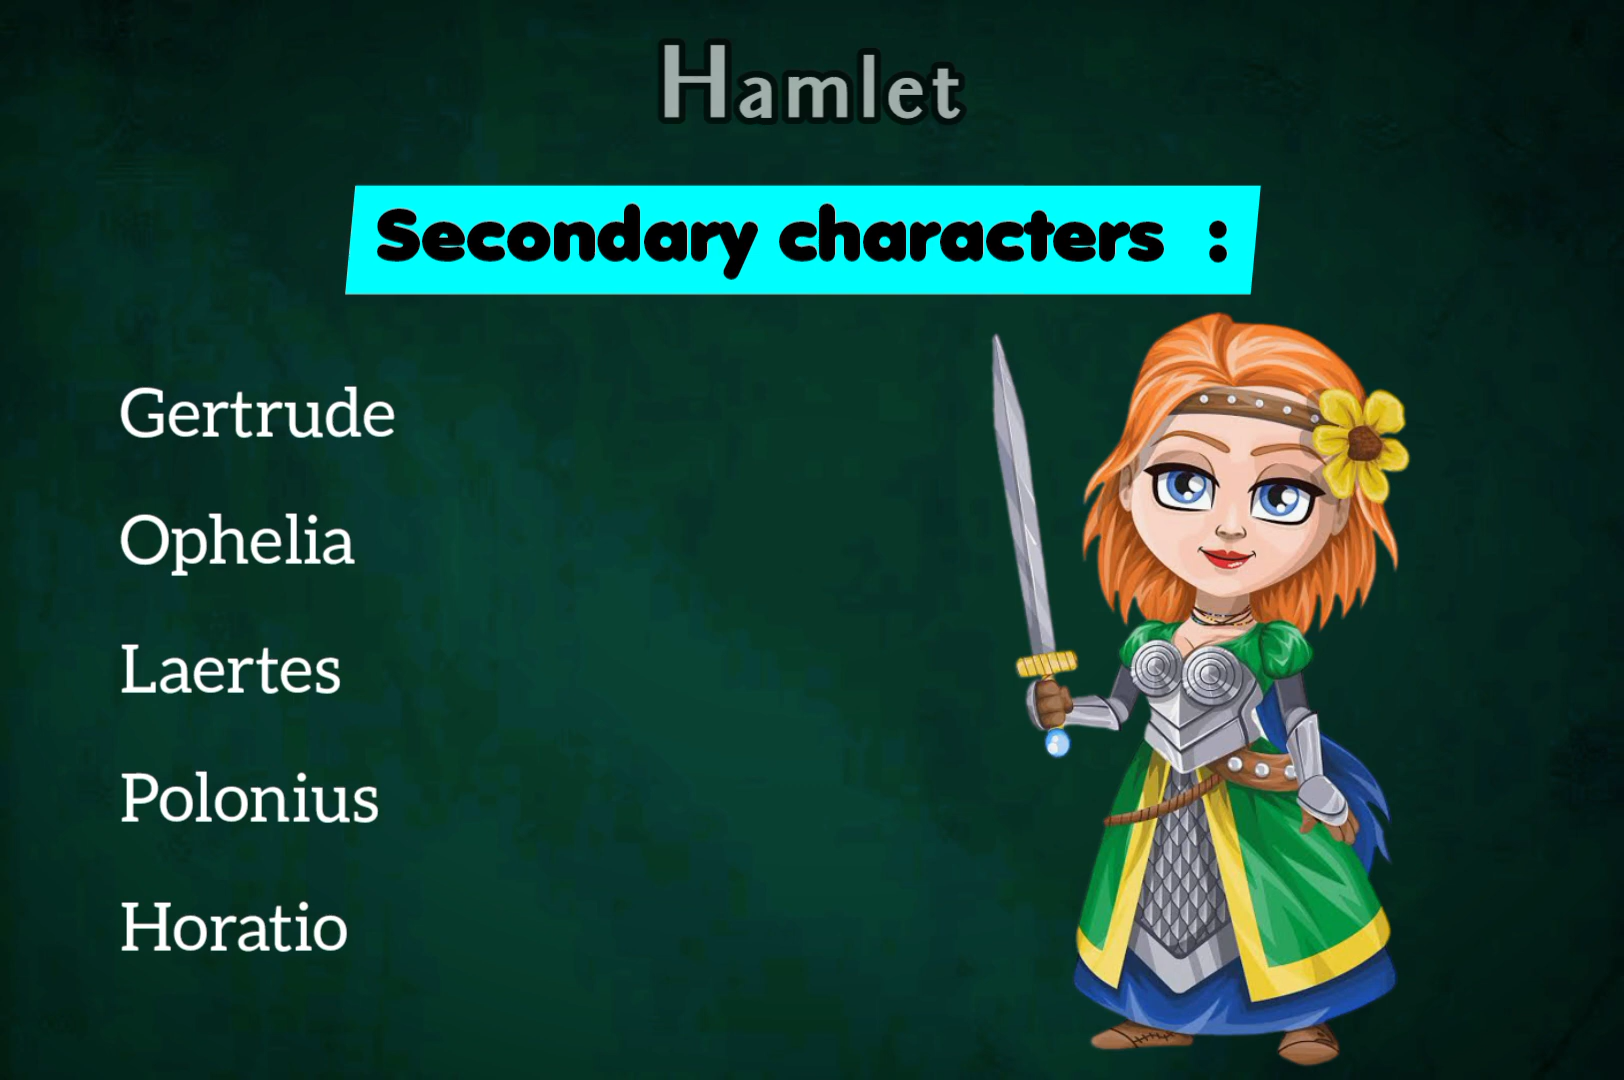 Hamlet
Secondary characters :
Gertrude
Ophelia
Laertes
Polonius
Horatio